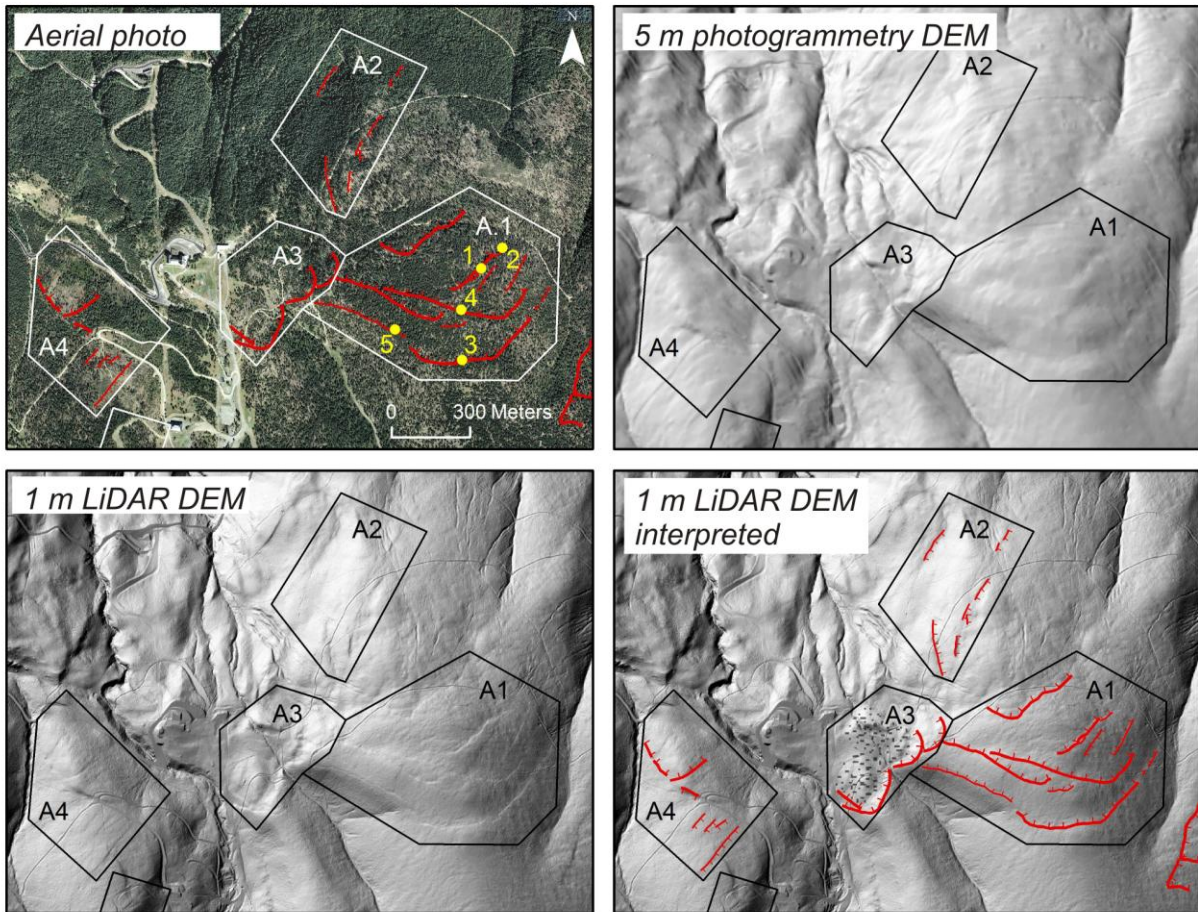 Aerial photo
N
A2
A.1
A3
1
2
4
5
3
A4
0
300 Meters
5 m photogrammetry DEM
A2
A1
A3
A4
1 m LiDAR DEM
A2
A1
A3
A4
1 m LiDAR DEM
interpreted
A2
A1
A3
A4